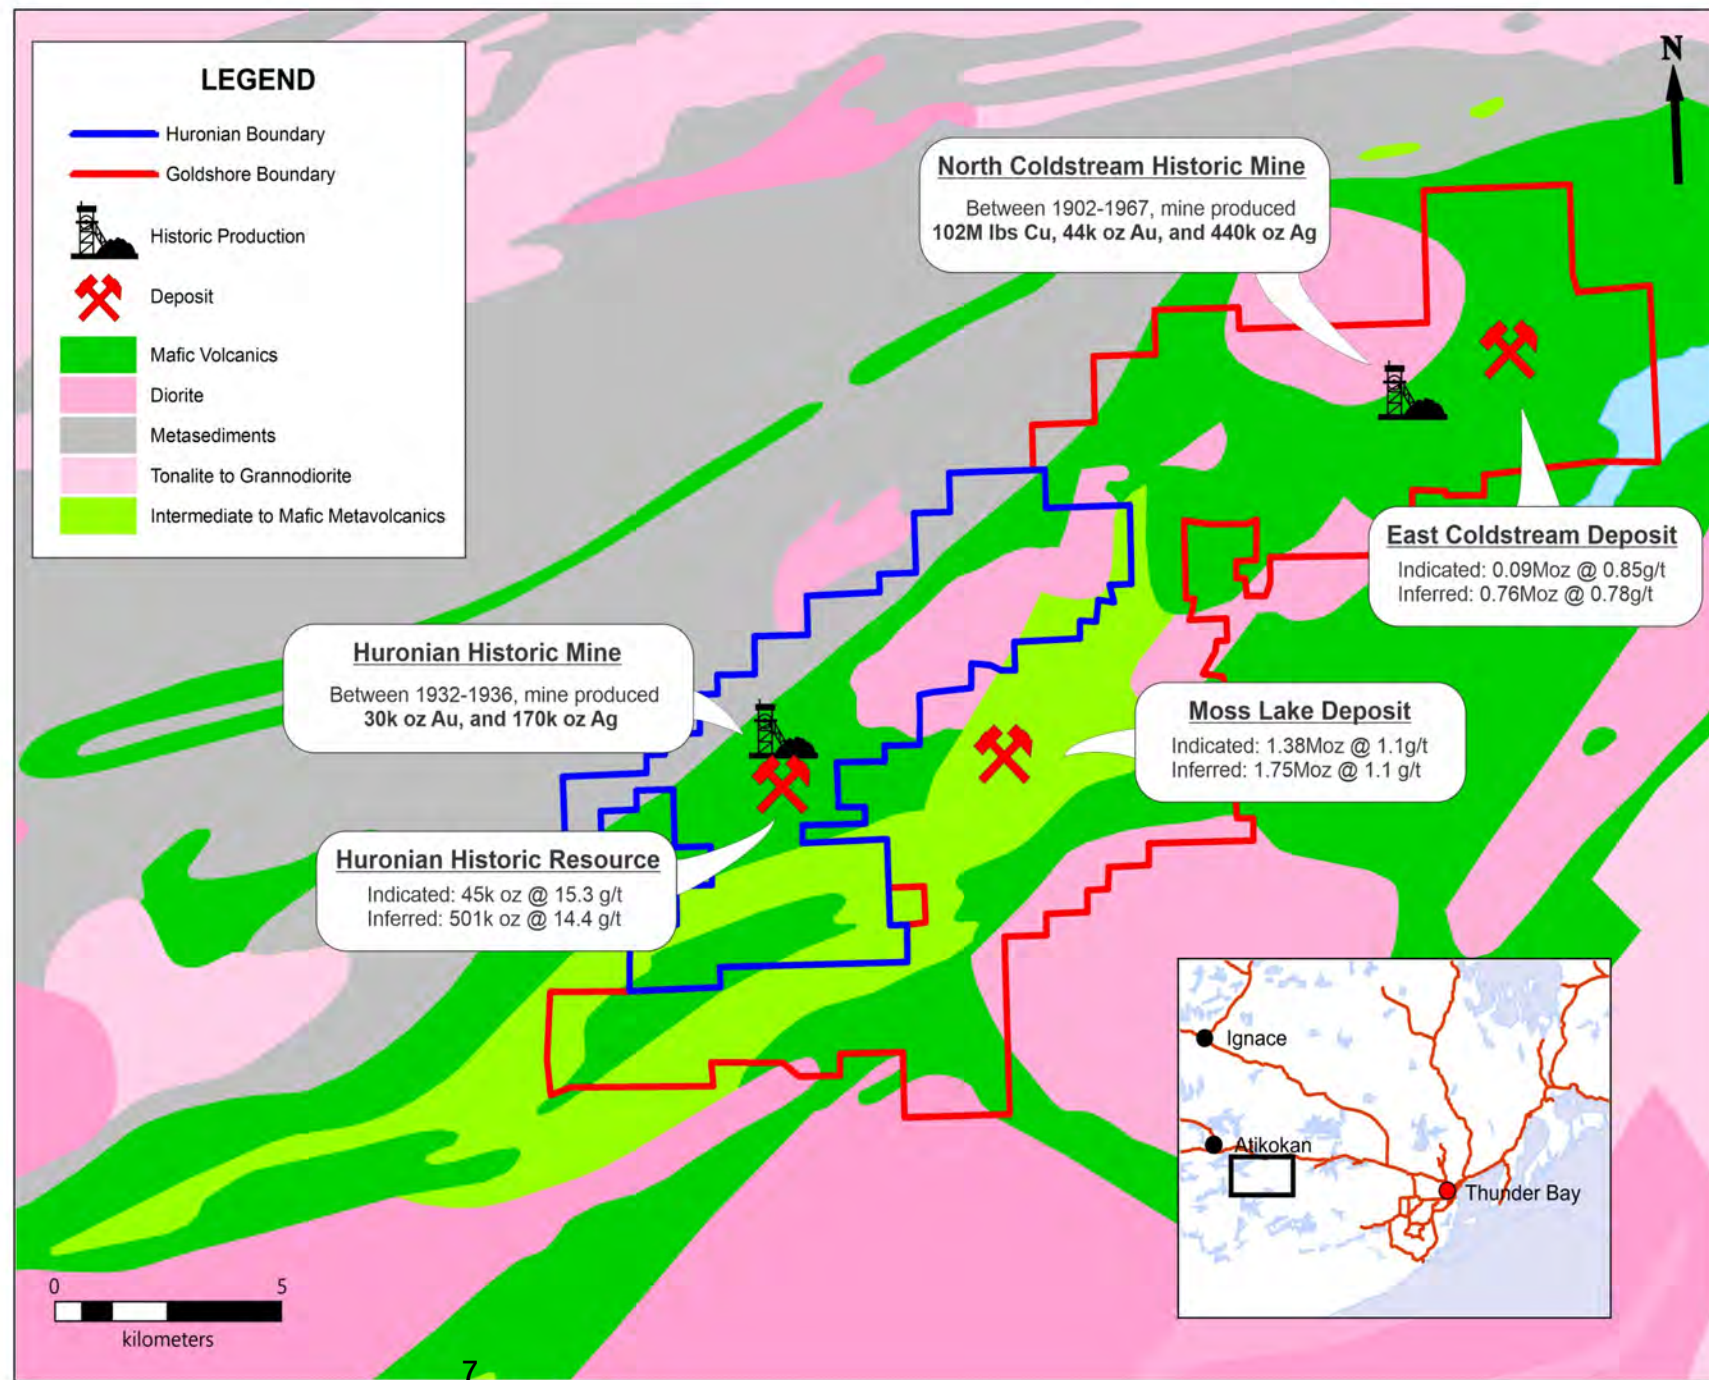 LEGEND
Huronian Boundary
Goldshore Boundary
Historic Production
Deposit
Mafic Volcanics
Diorite
Metasediments
Tonalite to Grannodiorite
Intermediate to Mafic Metavolcanics
N
North Coldstream Historic Mine
Between 1902-1967, mine produced
102M lbs Cu, 44k oz Au, and 440k oz Ag
East Coldstream Deposit
Indicated: 0.09Moz @ 0.85g/t
Inferred: 0.76Moz @ 0.78g/t
Huronian Historic Mine
Between 1932-1936, mine produced
30k oz Au, and 170k oz Ag
Moss Lake Deposit
Indicated: 1.38Moz @ 1.1g/t
Inferred: 1.75Moz @ 1.1 g/t
Huronian Historic Resource
Indicated: 45k oz @ 15.3 g/t
Inferred: 501k oz @ 14.4 g/t
Ignace
Atikokan
Thunder Bay
0 5
kilometers
7